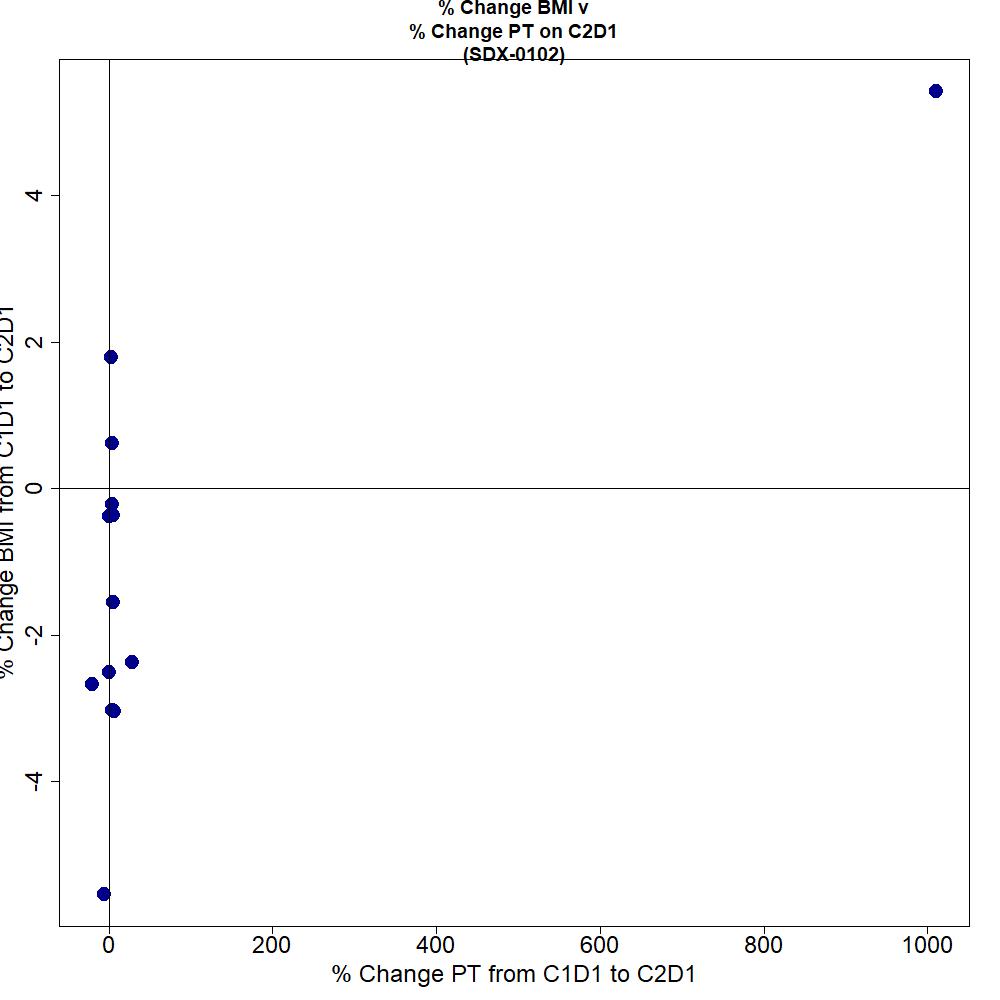 % Change BMI v
% Change PT on C2D1
(SDX-0102)
% Change BMI from C1D1 to C2D1
4
2
0
-2
-4
0 200 400 600 800 1000
% Change PT from C1D1 to C2D1